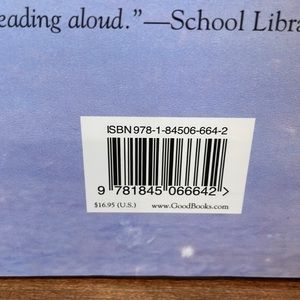 eading aloud.”—School Libra
ISBN 978-1-84506-664-2
9 781845 066642 >
$16.95 (U.S.) www.GoodBooks.com